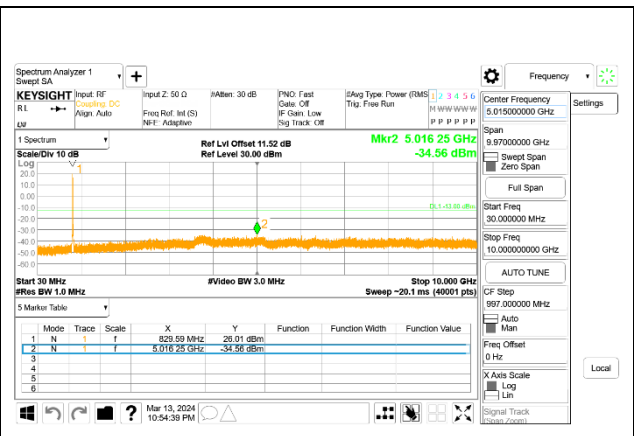 Spectrum Analyzer 1
Swept SA
Frequency
Settings
KEYSIGHT
RL
Input: RF
Coupling: DC
Align: Auto
Input Z: 50 Ω
Freq Ref: Int (S)
NFE: Adaptive
#Atten: 30 dB
PNO: Fast
Gate: Off
IF Gain: Low
Sig Track: Off
#Avg Type: Power (RMS
Trig: Free Run
1 2 3 4 5 6
M W W W W W
P P P P P P
1 Spectrum
Scale/Div 10 dB
Log
Ref Lvl Offset 11.52 dB
Ref Level 30.00 dBm
Mkr2 5.016 25 GHz
-34.56 dBm
20.0
10.0
0.00
-10.0
-20.0
-30.0
-40.0
-50.0
-60.0
1
2
DL1 -13.00 dBm
Start 30 MHz
#Res BW 1.0 MHz
#Video BW 3.0 MHz
Stop 10.000 GHz
Sweep ~20.1 ms (40001 pts)
5 Marker Table
Mode Trace Scale X Y Function Function Width Function Value
1 N 1 f 829.59 MHz 26.01 dBm
2 N 1 f 5.016 25 GHz -34.56 dBm
3
4
5
6
Mar 13, 2024
10:54:39 PM
Center Frequency
5.015000000 GHz
Span
9.97000000 GHz
Swept Span
Zero Span
Full Span
Start Freq
30.000000 MHz
Stop Freq
10.000000000 GHz
AUTO TUNE
CF Step
997.000000 MHz
Auto
Man
Freq Offset
0 Hz
X Axis Scale
Log
Lin
Signal Track
(Span Zoom)
Local